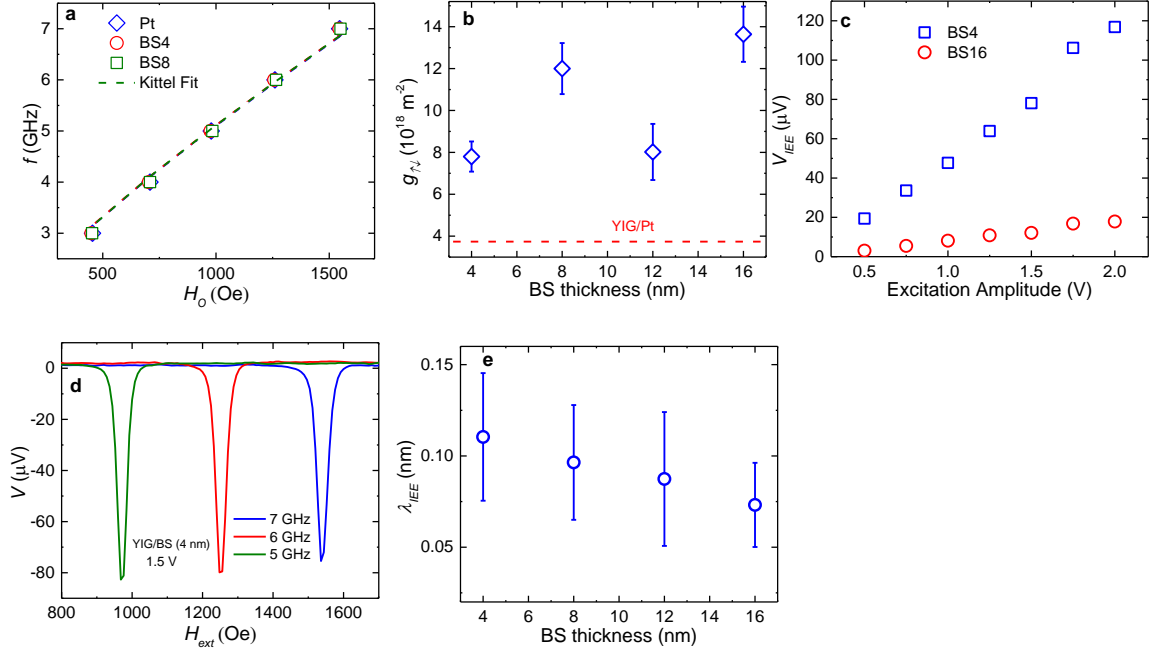 a
Pt
BS4
BS8
Kittel Fit
7
6
5
4
3
f (GHz)
500
1000
1500
H_O (Oe)
b
16
14
12
10
8
6
4
g_↑↓ (10^18 m^-2)
YIG/Pt
4
6
8
10
12
14
16
BS thickness (nm)
c
BS4
BS16
120
100
80
60
40
20
0
V_IEE (μV)
0.5
1.0
1.5
2.0
Excitation Amplitude (V)
d
0
-20
-40
-60
-80
V (μV)
7 GHz
6 GHz
5 GHz
YIG/BS (4 nm)
1.5 V
800
1000
1200
1400
1600
H_ext (Oe)
e
0.15
0.10
0.05
λ_IEE (nm)
4
6
8
10
12
14
16
BS thickness (nm)